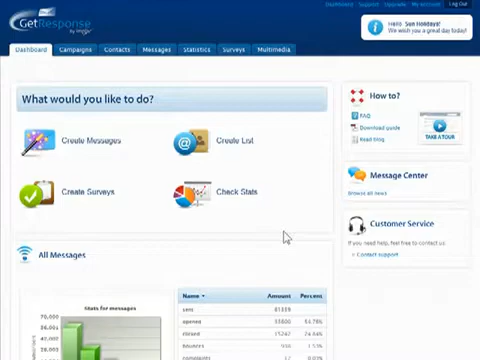 GetResponse
Dashboard Support Upgrade My Account Log Out
Hello Sun Holidays!
We wish you a great day today!
Dashboard Campaigns Contacts Messages Statistics Surveys Multimedia
What would you like to do?
Create Messages
Create List
Create Surveys
Check Stats
How to?
FAQ
Download guide
Read Blog
TAKE A TOUR
Message Center
Browse all news
Customer Service
If you need help, feel free to contact us.
Contact support
All Messages
Stats for messages
Name Amount Percent
sent
opened
clicked
bounces
complaints